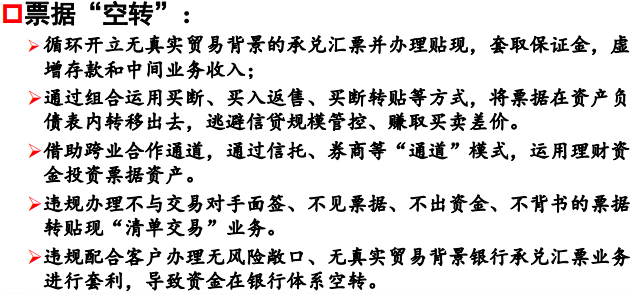 票据“空转”：
循环开立无真实贸易背景的承兑汇票并办理贴现，套取保证金，虚
增存款和中间业务收入；
通过组合运用买断、买入返售、买断转贴等方式，将票据在资产负
债表内转移出去，逃避信贷规模管控、赚取买卖差价。
借助跨业合作通道，通过信托、券商等“通道”模式，运用理财资
金投资票据资产。
违规办理不与交易对手面签、不见票据、不出资金、不背书的票据
转贴现“清单交易”业务。
违规配合客户办理无风险敞口、无真实贸易背景银行承兑汇票业务
进行套利，导致资金在银行体系空转。